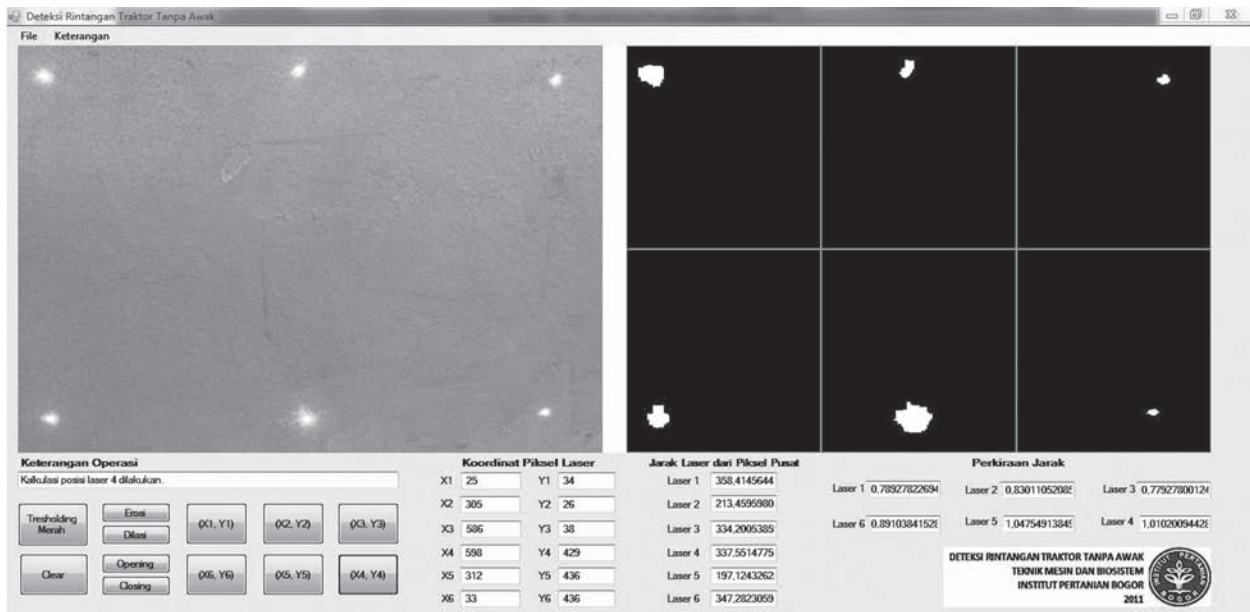 Deteksi Rintangan Traktor Tanpa Awak
File Keterangan
Keterangan Operasi
Kalkulasi posisi laser 4 dilakukan.
Tresholding Merah
Erosi
Dilasi
(X1, Y1)
(X2, Y2)
(X3, Y3)
Clear
Opening
Closing
(X6, Y6)
(X5, Y5)
(X4, Y4)
Koordinat Piksel Laser
X1 25 Y1 34
X2 305 Y2 26
X3 586 Y3 38
X4 598 Y4 429
X5 312 Y5 436
X6 33 Y6 436
Jarak Laser dari Piksel Pusat
Laser 1 358,4145644
Laser 2 213,4595980
Laser 3 334,2005385
Laser 4 337,5514775
Laser 5 197,1243262
Laser 6 347,2823059
Perkiraan Jarak
Laser 1 0,78927822694
Laser 2 0,83011052085
Laser 3 0,77927800124
Laser 6 0,89103841528
Laser 5 1,04754913845
Laser 4 1,01020094428
DETEKSI RINTANGAN TRAKTOR TANPA AWAK
TEKNIK MESIN DAN BIOSISTEM
INSTITUT PERTANIAN BOGOR
2011
INSTITUT PERTANIAN BOGOR